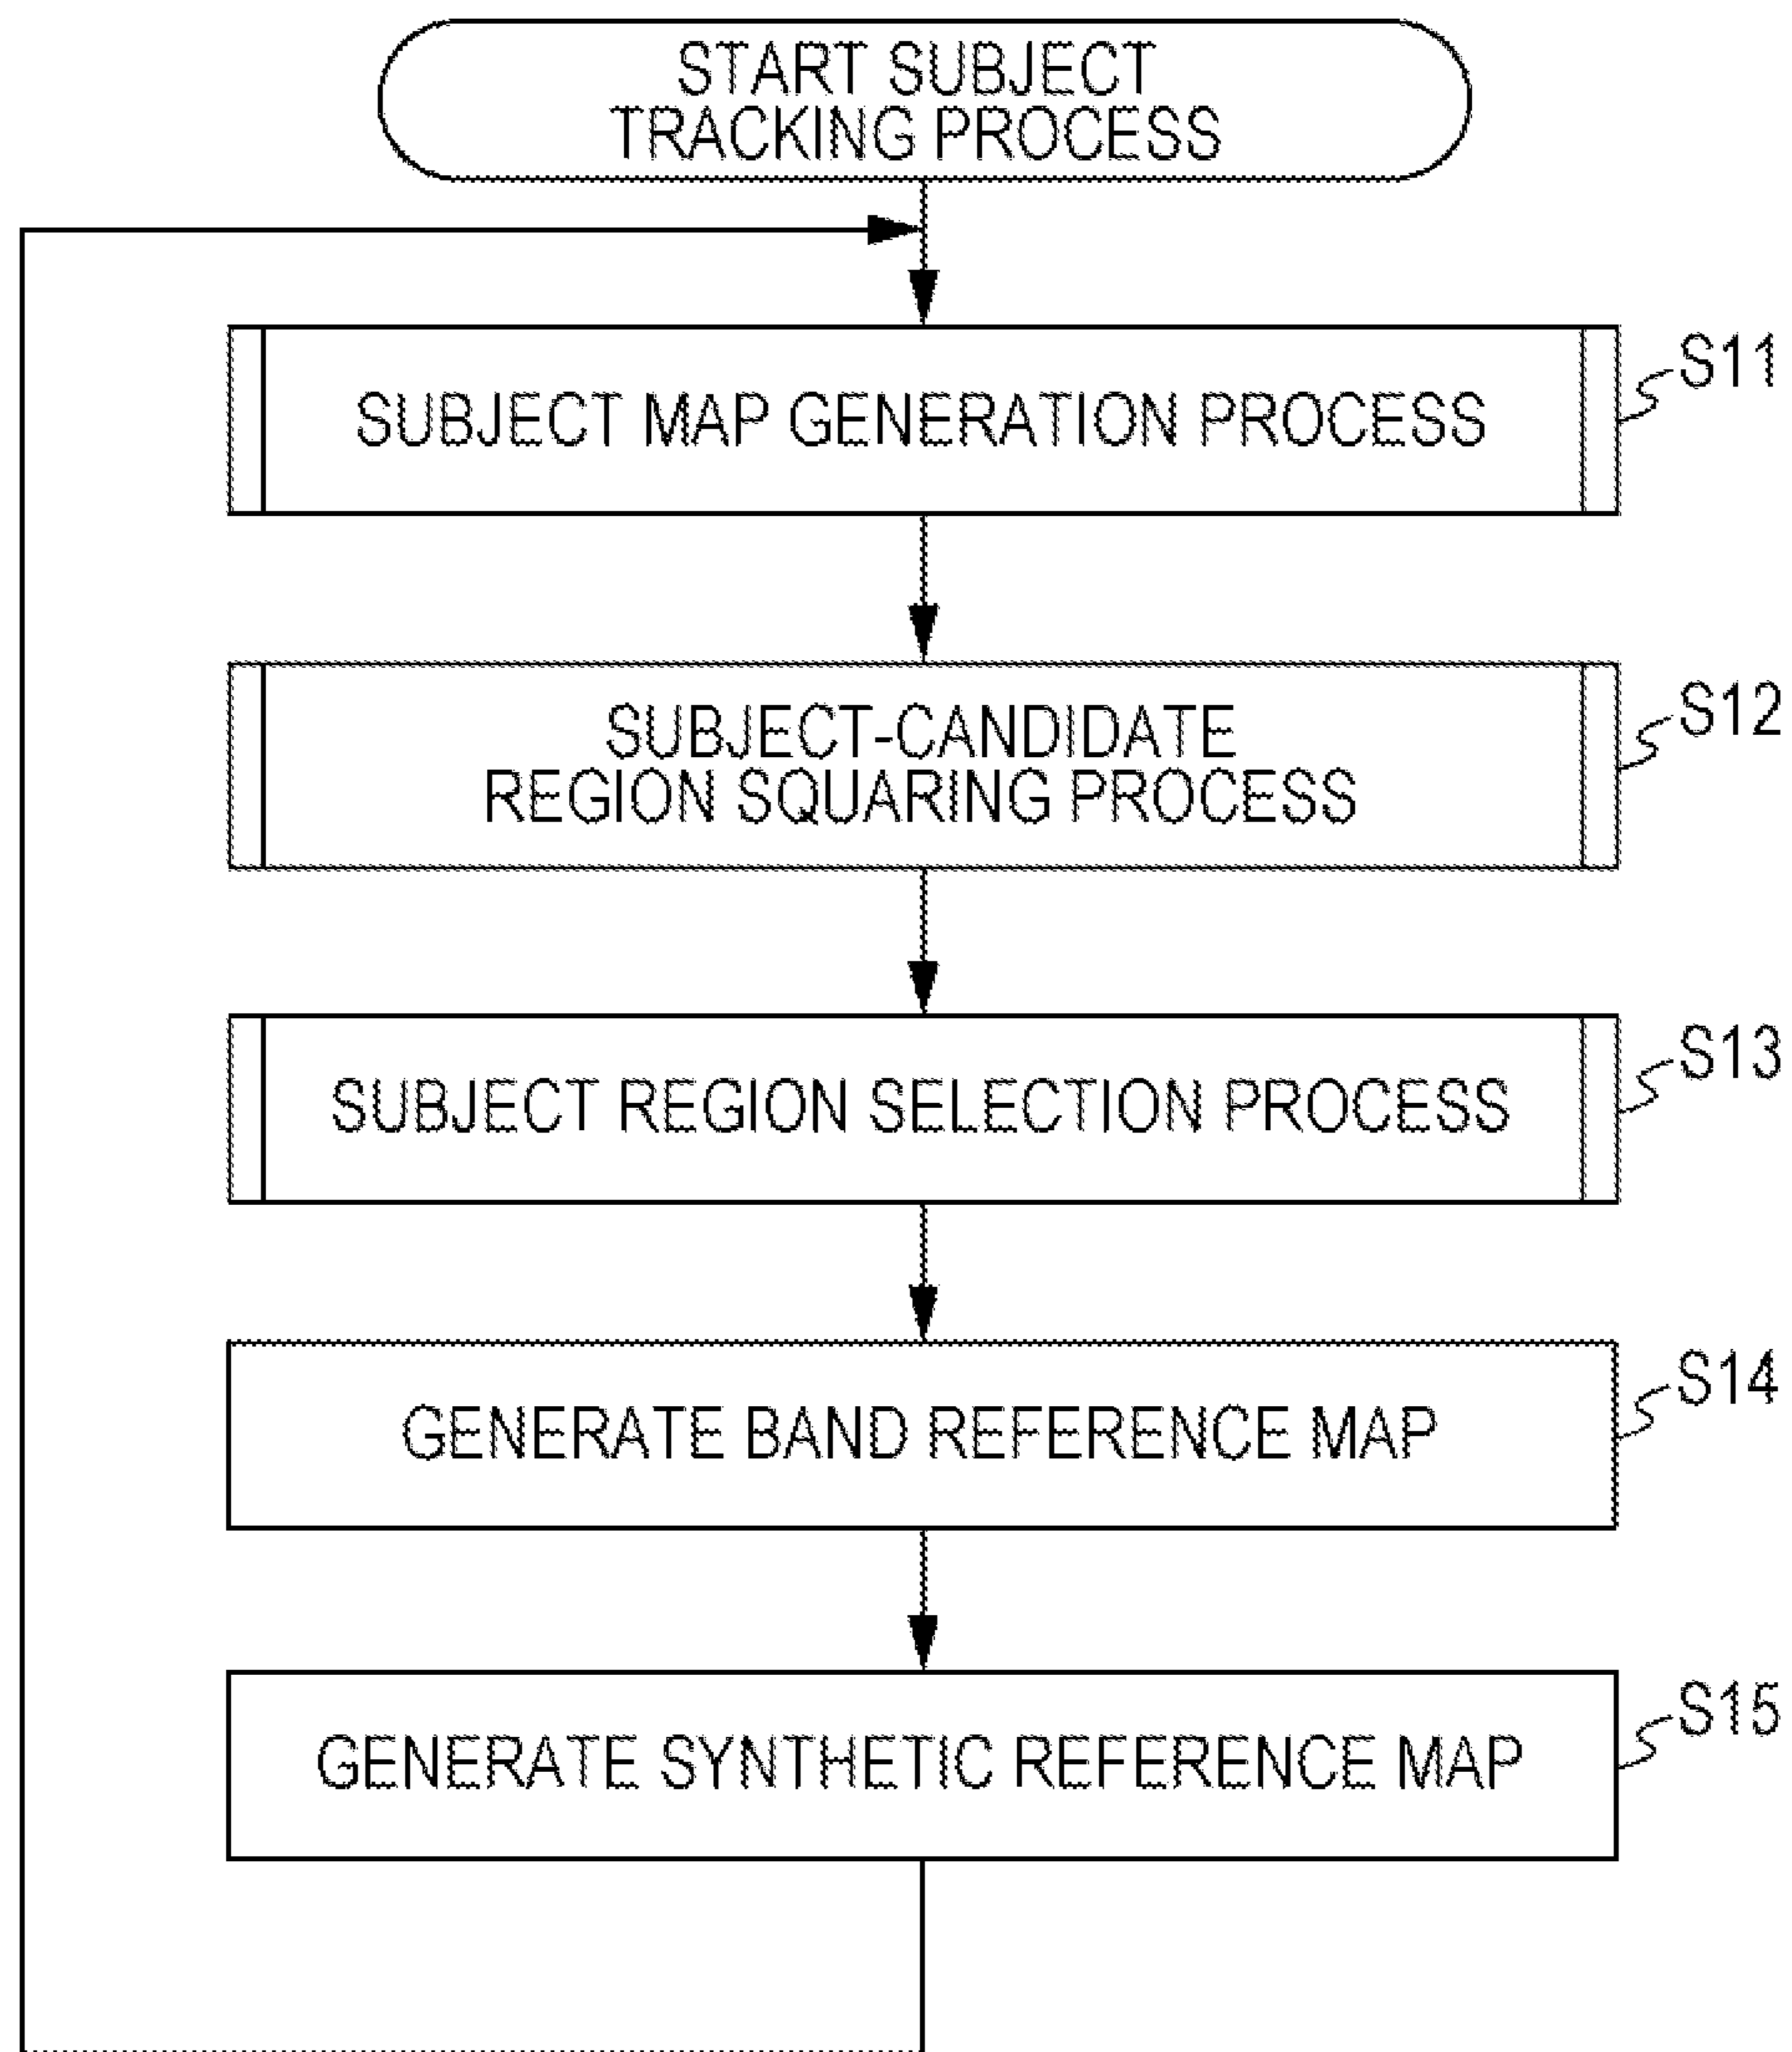 START SUBJECT
TRACKING PROCESS
SUBJECT MAP GENERATION PROCESS
S11
SUBJECT-CANDIDATE
REGION SQUARING PROCESS
S12
SUBJECT REGION SELECTION PROCESS
S13
GENERATE BAND REFERENCE MAP
S14
GENERATE SYNTHETIC REFERENCE MAP
S15